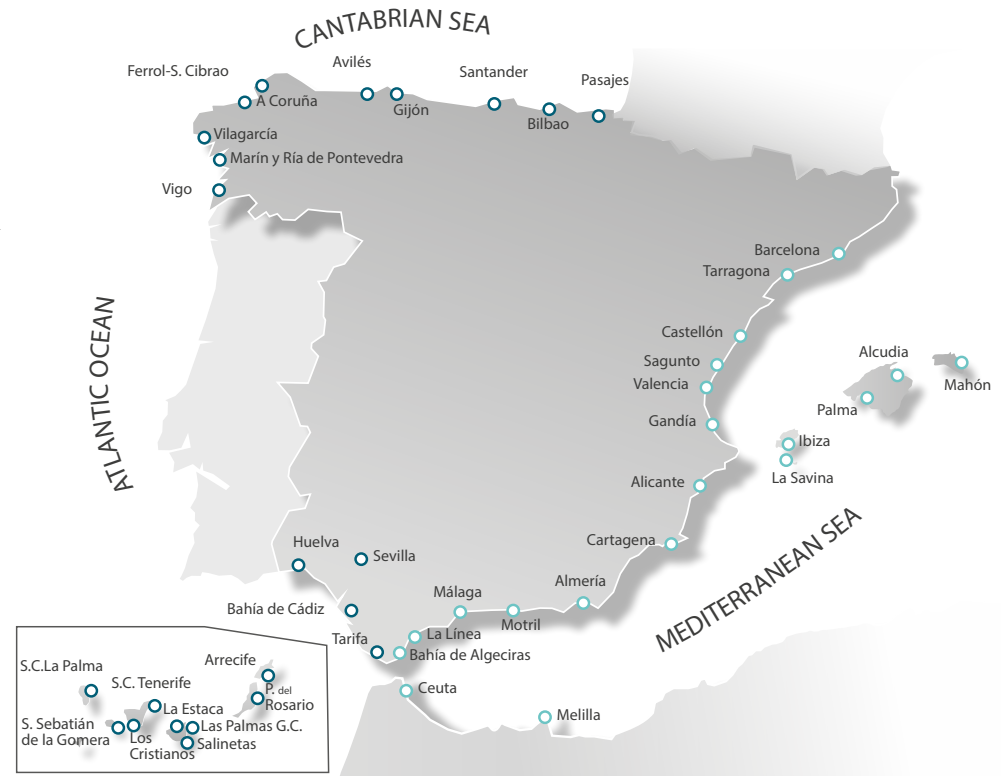 CANTABRIAN SEA
Avilés
Ferrol-S. Cibrao
Santander
Pasajes
A Coruña
Gijón
Bilbao
Vilagarcía
Marín y Ría de Pontevedra
Vigo
Barcelona
Tarragona
ATLANTIC OCEAN
Castellón
Sagunto
Alcudia
Valencia
Mahón
Palma
Gandía
Ibiza
La Savina
Alicante
MEDITERRANEAN SEA
Cartagena
Huelva
Sevilla
Almería
Málaga
Bahía de Cádiz
Motril
Tarifa
La Línea
Bahía de Algeciras
Ceuta
Melilla
S.C.La Palma
Arrecife
S.C. Tenerife
P. del
Rosario
La Estaca
S. Sebatián
de la Gomera
Las Palmas G.C.
Los
Cristianos
Salinetas